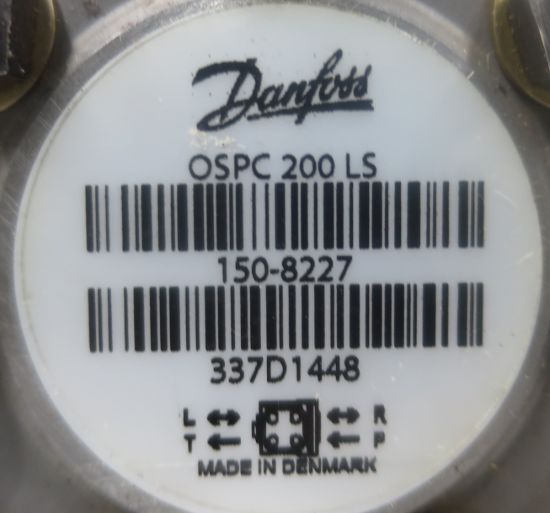 Danfoss
OSPC 200 LS
150-8227
337D1448
L R
T P
MADE IN DENMARK